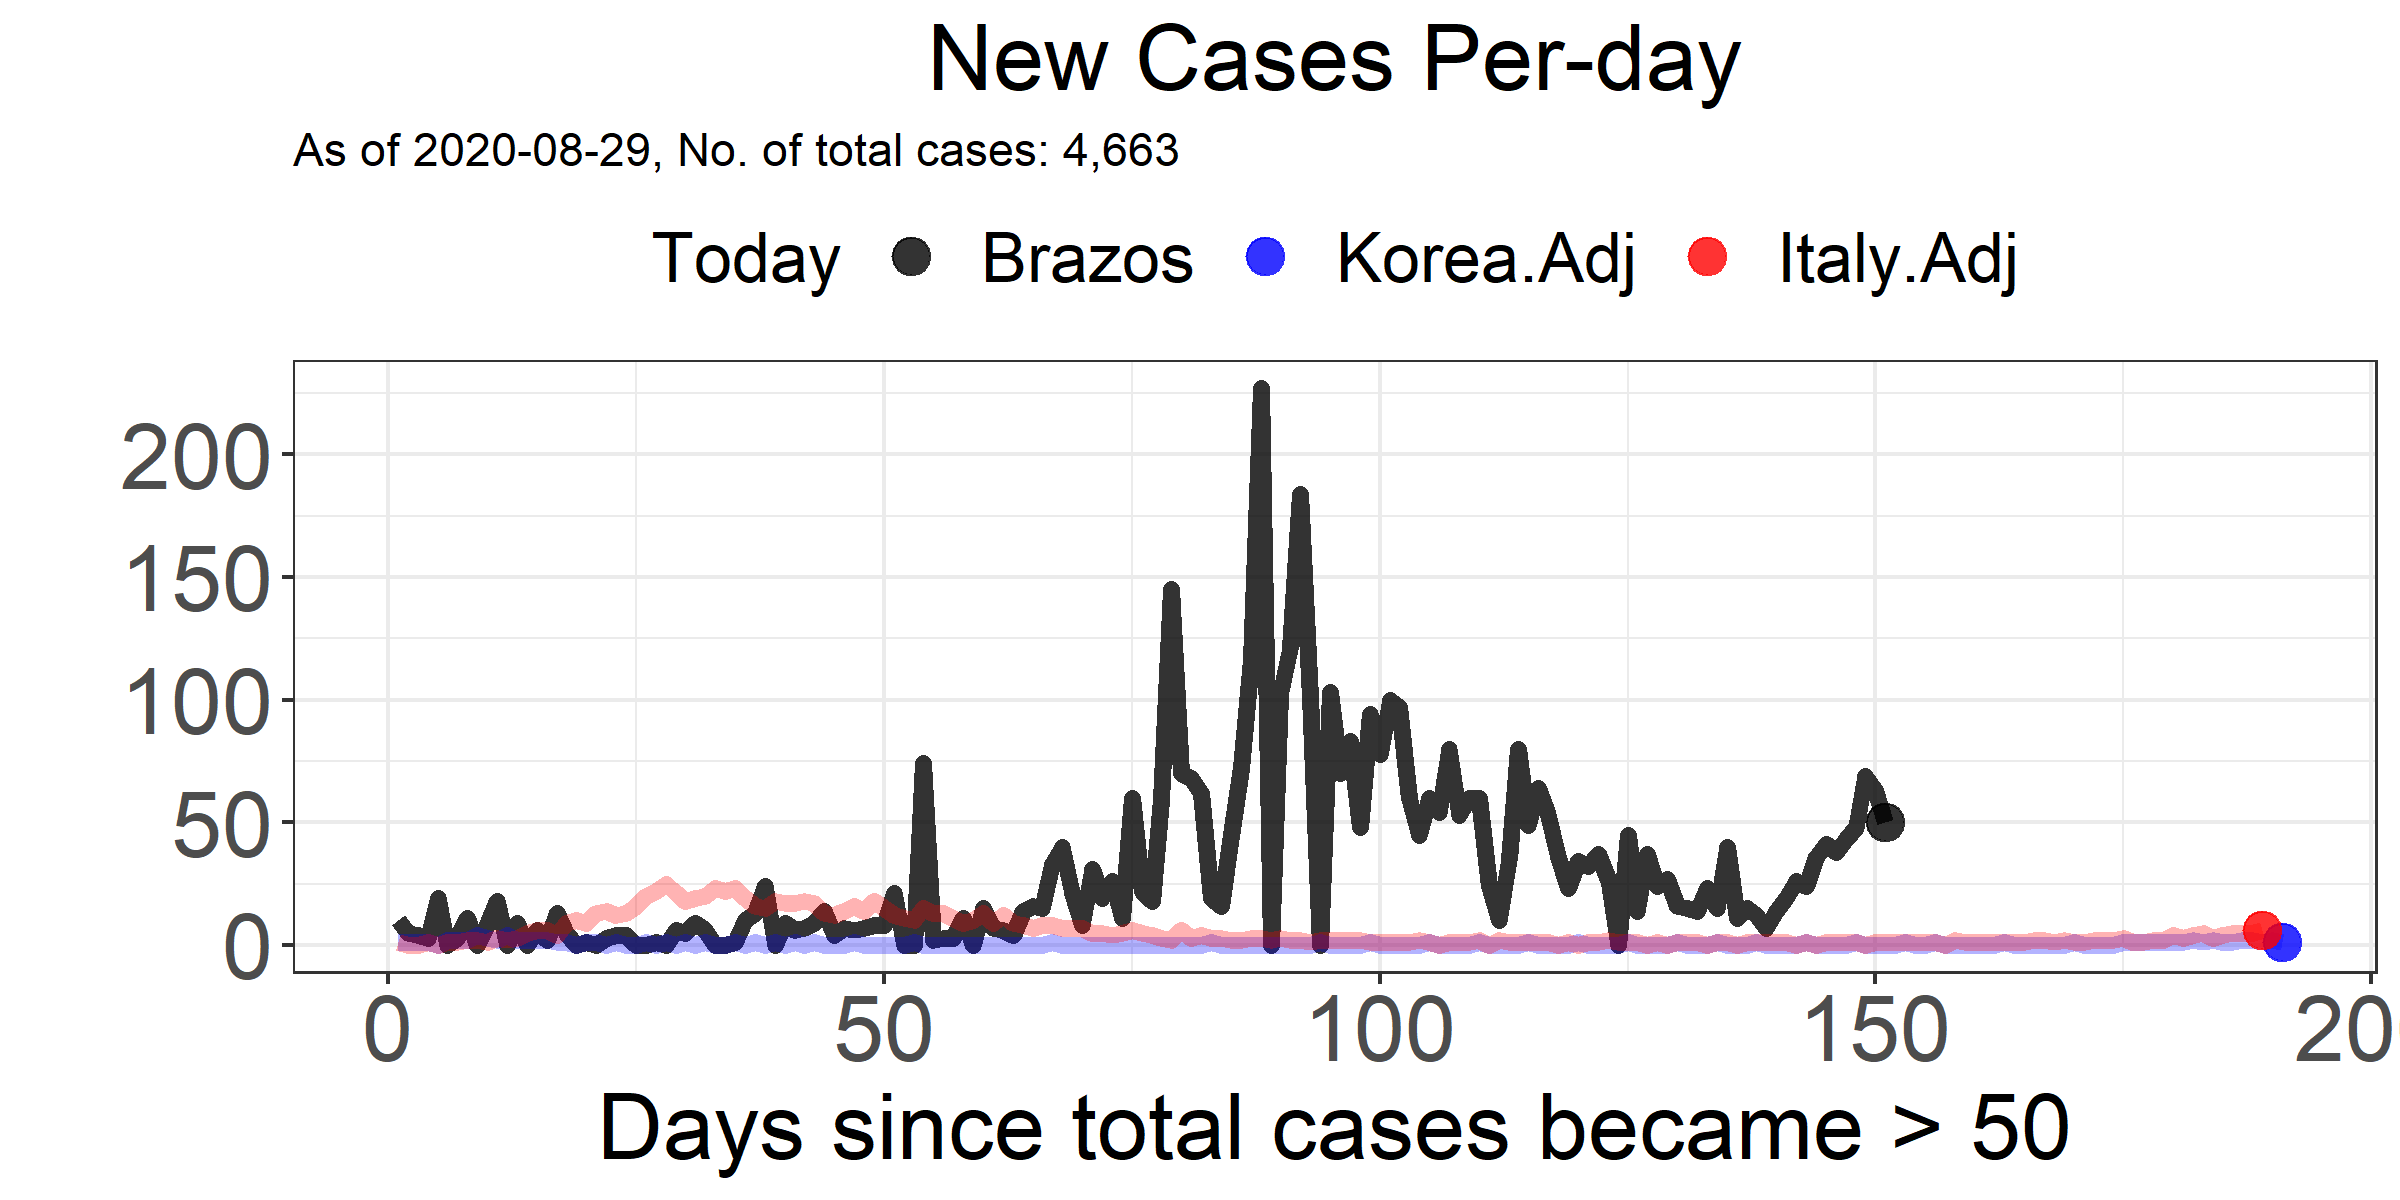 New Cases Per-day
As of 2020-08-29, No. of total cases: 4,663
Today Brazos Korea.Adj Italy.Adj
200
150
100
50
0
0 50 100 150 20
Days since total cases became > 50